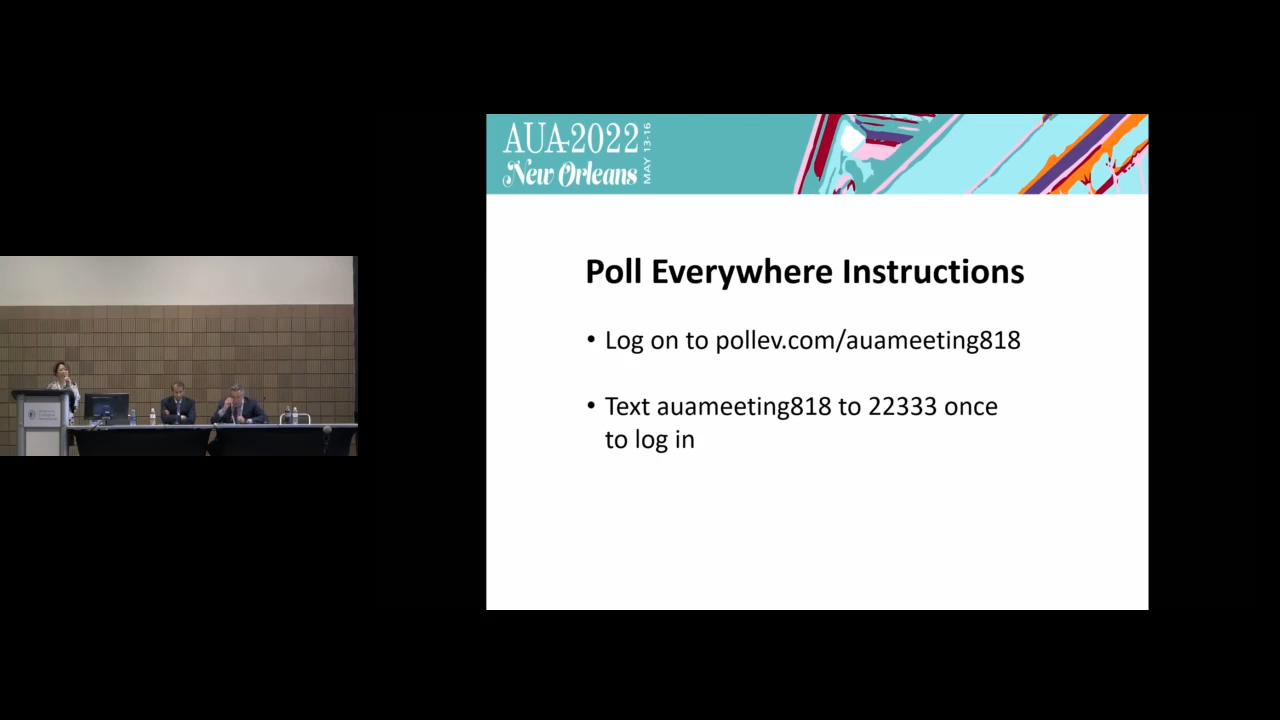 AUA-2022
New Orleans
MAY 13-16
Poll Everywhere Instructions
• Log on to pollev.com/auameeting818
• Text auameeting818 to 22333 once
to log in